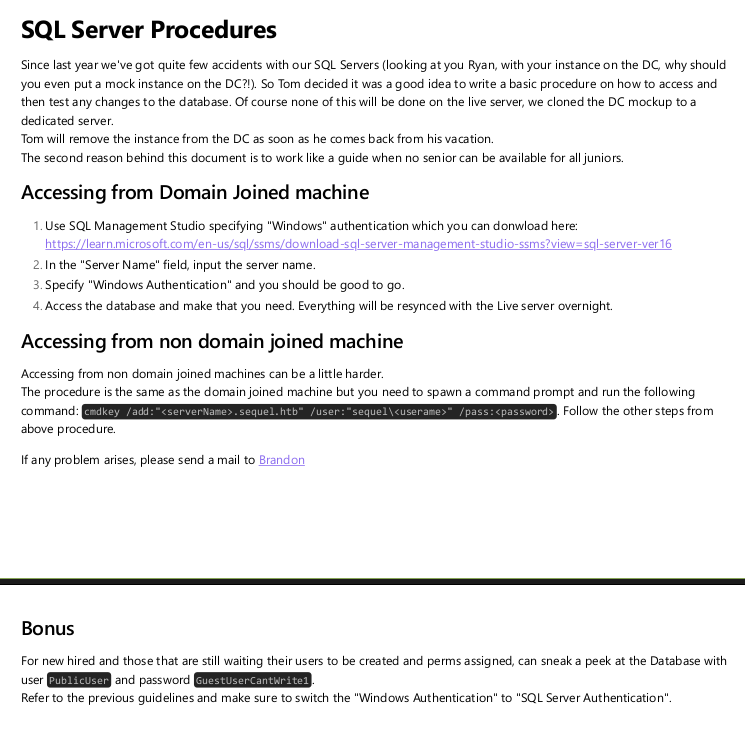 SQL Server Procedures
Since last year we've got quite few accidents with our SQL Servers (looking at you Ryan, with your instance on the DC, why should
you even put a mock instance on the DC?!). So Tom decided it was a good idea to write a basic procedure on how to access and
then test any changes to the database. Of course none of this will be done on the live server, we cloned the DC mockup to a
dedicated server.
Tom will remove the instance from the DC as soon as he comes back from his vacation.
The second reason behind this document is to work like a guide when no senior can be available for all juniors.
Accessing from Domain Joined machine
1. Use SQL Management Studio specifying "Windows" authentication which you can donwload here:
https://learn.microsoft.com/en-us/sql/ssms/download-sql-server-management-studio-ssms?view=sql-server-ver16
2. In the "Server Name" field, input the server name.
3. Specify "Windows Authentication" and you should be good to go.
4. Access the database and make that you need. Everything will be resynced with the Live server overnight.
Accessing from non domain joined machine
Accessing from non domain joined machines can be a little harder.
The procedure is the same as the domain joined machine but you need to spawn a command prompt and run the following
command: cmdkey /add:"<serverName>.sequel.htb" /user:"sequel\<userame>" /pass:<password> . Follow the other steps from
above procedure.
If any problem arises, please send a mail to Brandon
Bonus
For new hired and those that are still waiting their users to be created and perms assigned, can sneak a peek at the Database with
user PublicUser and password GuestUserCantWrite1 .
Refer to the previous guidelines and make sure to switch the "Windows Authentication" to "SQL Server Authentication".